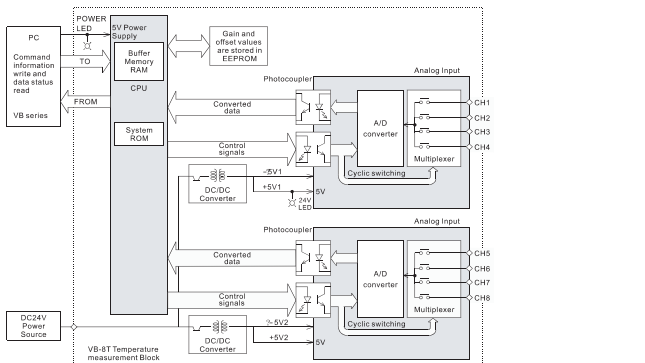 POWER
LED
5V Power
Supply
PC
Command
information
write and
data status
read
VB series
TO
FROM
Buffer
Memory
RAM
CPU
System
ROM
Gain and
offset values
are stored in
EEPROM
Analog Input
Photocoupler
Converted
data
Control
signals
A/D
converter
Multiplexer
CH1
CH2
CH3
CH4
Cyclic switching
DC/DC
Converter
+5V1
5V
24V
LED
Analog Input
Photocoupler
Converted
data
Control
signals
A/D
converter
Multiplexer
CH5
CH6
CH7
CH8
Cyclic switching
DC24V
Power
Source
DC/DC
Converter
+5V2
5V
VB-8T Temperature
measurement Block